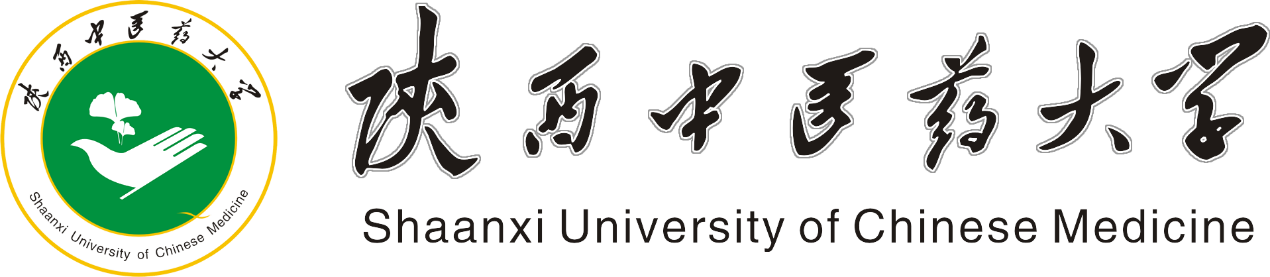 陕西中医药大学
Shaanxi University of Chinese Medicine
陕西中医药大学
Shaanxi University of Chinese Medicine